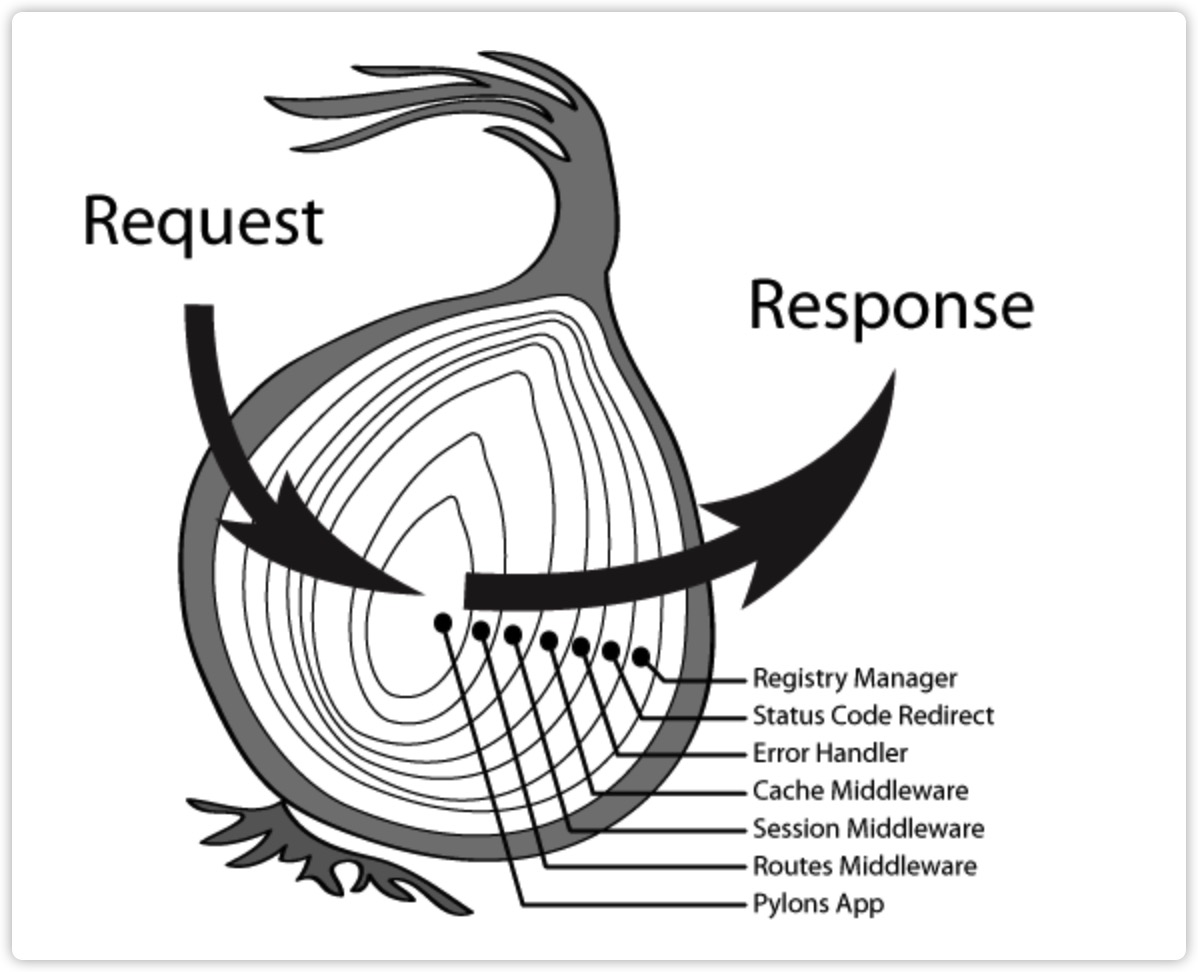 Request
Response
Registry Manager
Status Code Redirect
Error Handler
Cache Middleware
Session Middleware
Routes Middleware
Pylons App